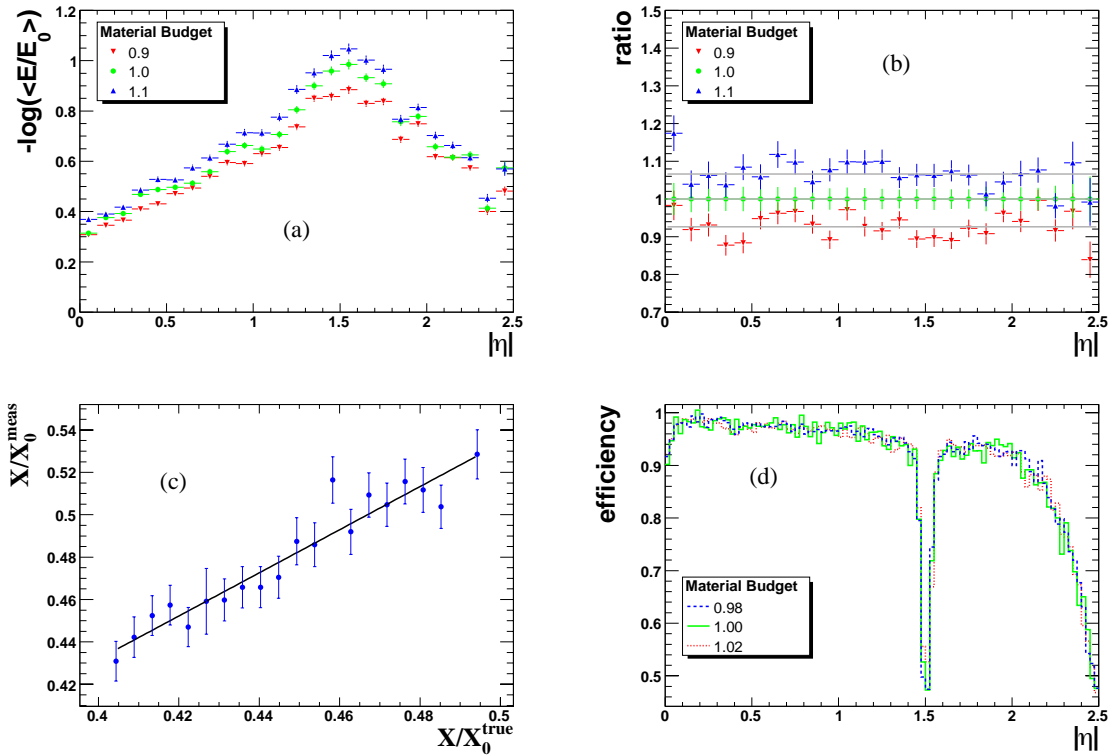 -log(<E/E0>)
1.2
1
0.8
0.6
0.4
0.2
0
Material Budget
0.9
1.0
1.1
(a)
0 0.5 1 1.5 2 2.5
|η|
ratio
1.5
1.4
1.3
1.2
1.1
1
0.9
0.8
0.7
Material Budget
0.9
1.0
1.1
(b)
0 0.5 1 1.5 2 2.5
|η|
X/X0meas
0.54
0.52
0.5
0.48
0.46
0.44
0.42
(c)
0.4 0.42 0.44 0.46 0.48 0.5
X/X0true
efficiency
1
0.9
0.8
0.7
0.6
0.5
(d)
Material Budget
0.98
1.00
1.02
0 0.5 1 1.5 2 2.5
|η|